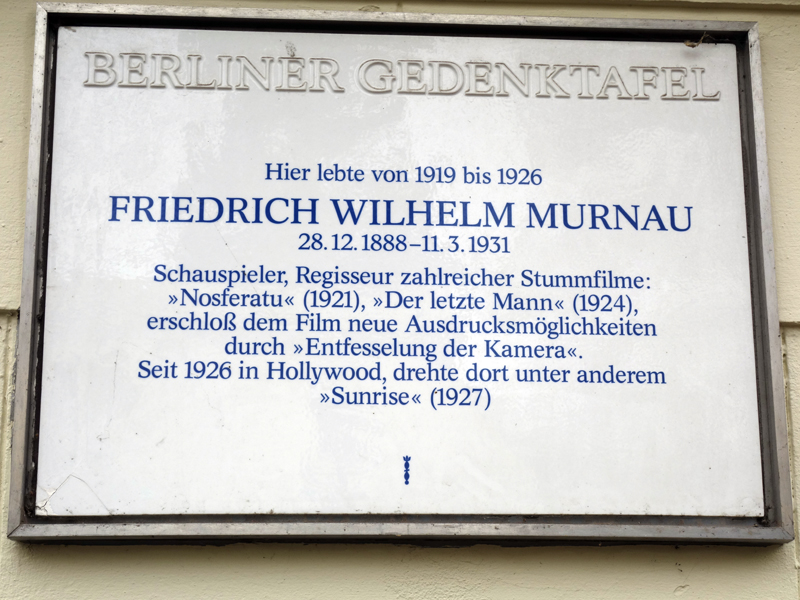 BERLINER GEDENKTAFEL
Hier lebte von 1919 bis 1926
FRIEDRICH WILHELM MURNAU
28.12.1888–11.3.1931
Schauspieler, Regisseur zahlreicher Stummfilme:
»Nosferatu« (1921), »Der letzte Mann« (1924),
erschloß dem Film neue Ausdrucksmöglichkeiten
durch »Entfesselung der Kamera«.
Seit 1926 in Hollywood, drehte dort unter anderem
»Sunrise« (1927)